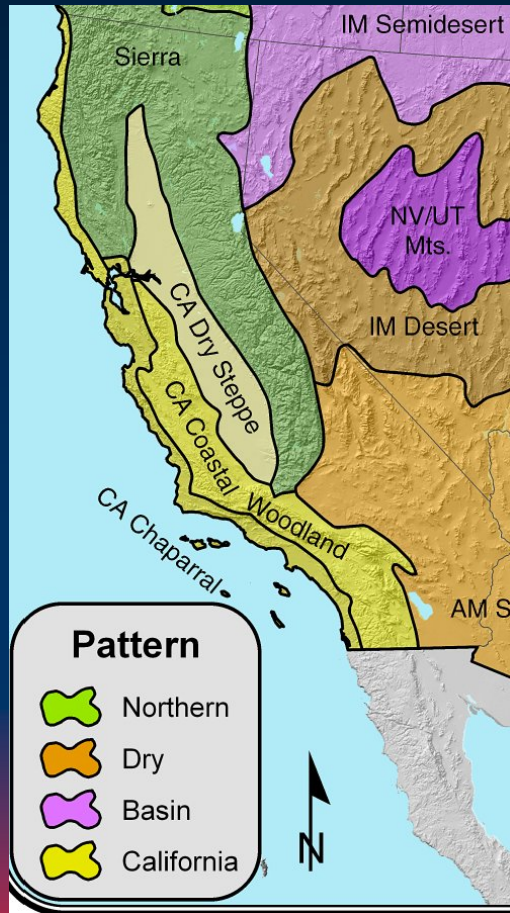 IM Semidesert
Sierra
NV/UT
Mts.
IM Desert
CA Dry Steppe
CA Coastal Woodland
CA Chaparral
AM S
Pattern
Northern
Dry
Basin
California
N